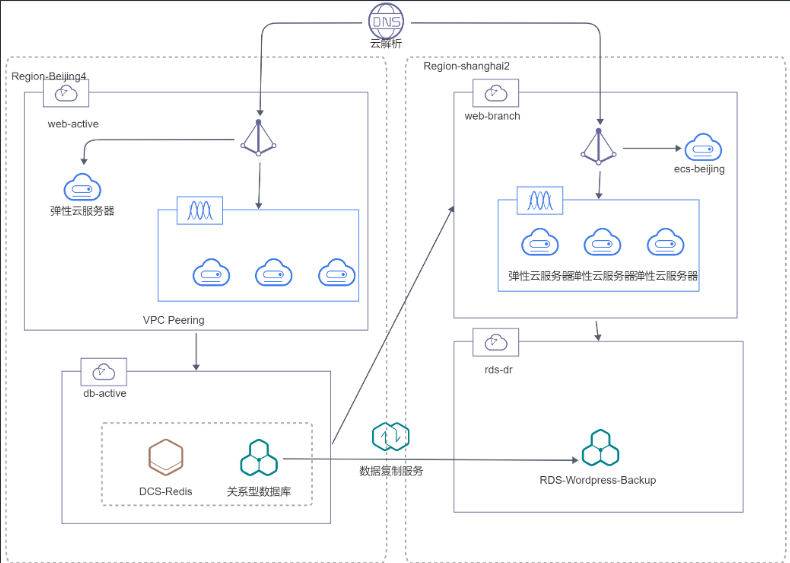 DNS
云解析
Region-Beijing4
web-active
弹性云服务器
VPC Peering
db-active
DCS-Redis
关系型数据库
数据复制服务
Region-shanghai2
web-branch
ecs-beijing
弹性云服务器
弹性云服务器
弹性云服务器
rds-dr
RDS-Wordpress-Backup